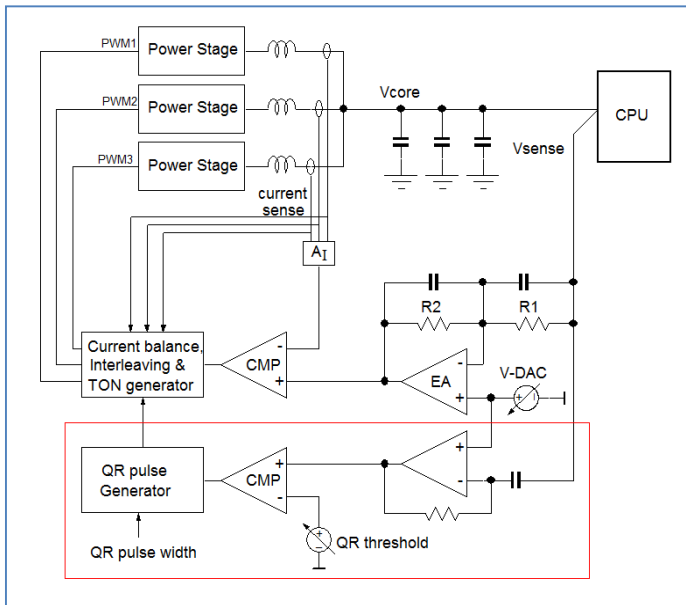 PWM1
Power Stage
PWM2
Power Stage
PWM3
Power Stage
Vcore
CPU
Vsense
current
sense
AI
R2
R1
Current balance,
Interleaving &
TON generator
-
CMP
+
-
EA
+
V-DAC
+
QR pulse
Generator
+
CMP
-
+
-
+
-
QR threshold
QR pulse width